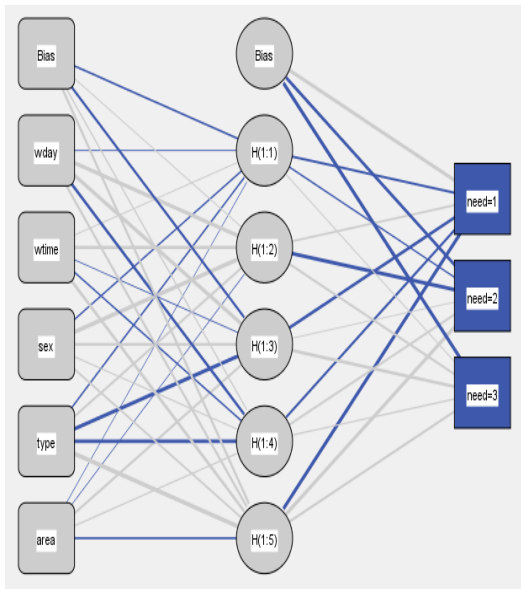 Bias
wday
wtime
sex
type
area
Bias
H(1:1)
H(1:2)
H(1:3)
H(1:4)
H(1:5)
need=1
need=2
need=3